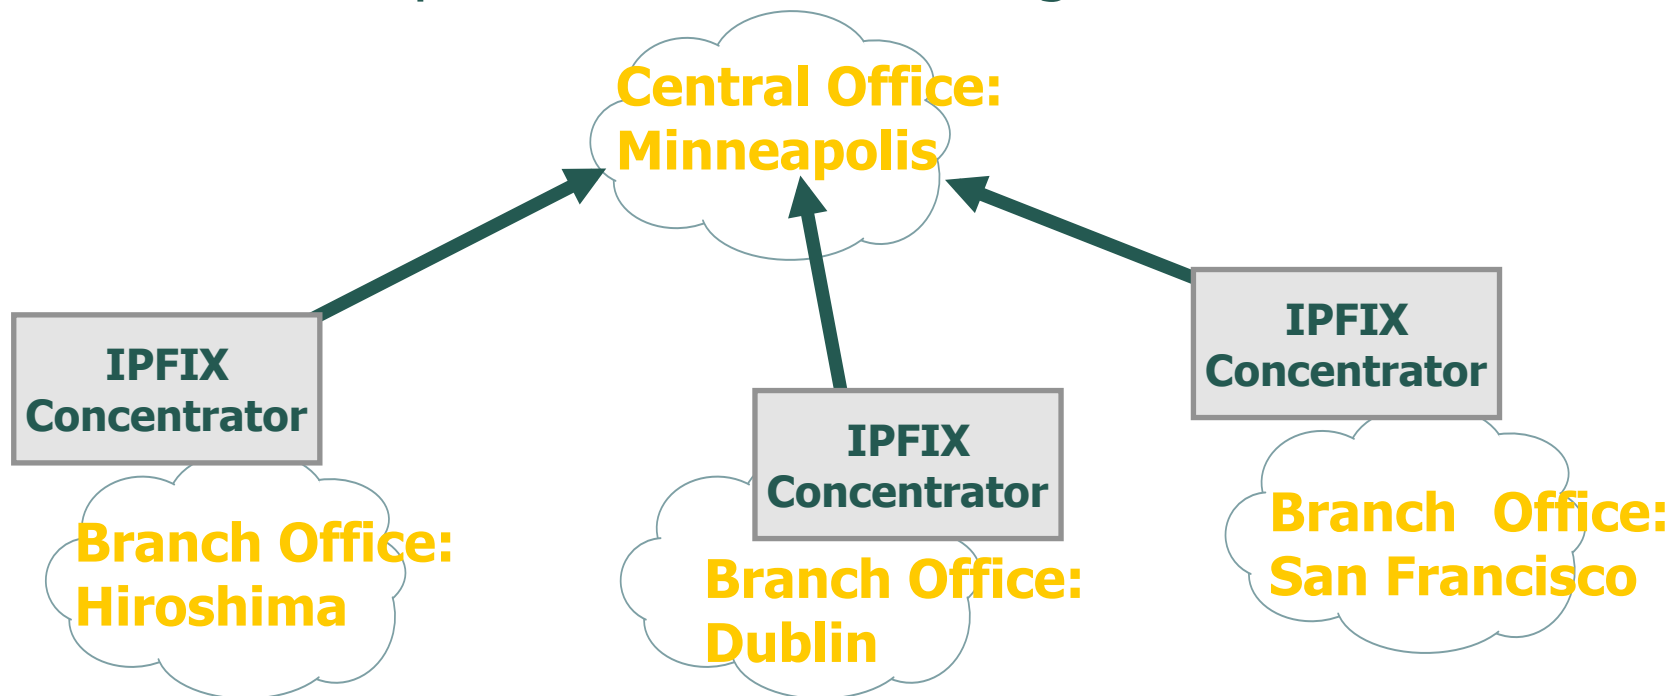 Central Office:
Minneapolis
IPFIX
Concentrator
IPFIX
Concentrator
IPFIX
Concentrator
Branch Office:
Hiroshima
Branch Office:
Dublin
Branch  Office:
San Francisco